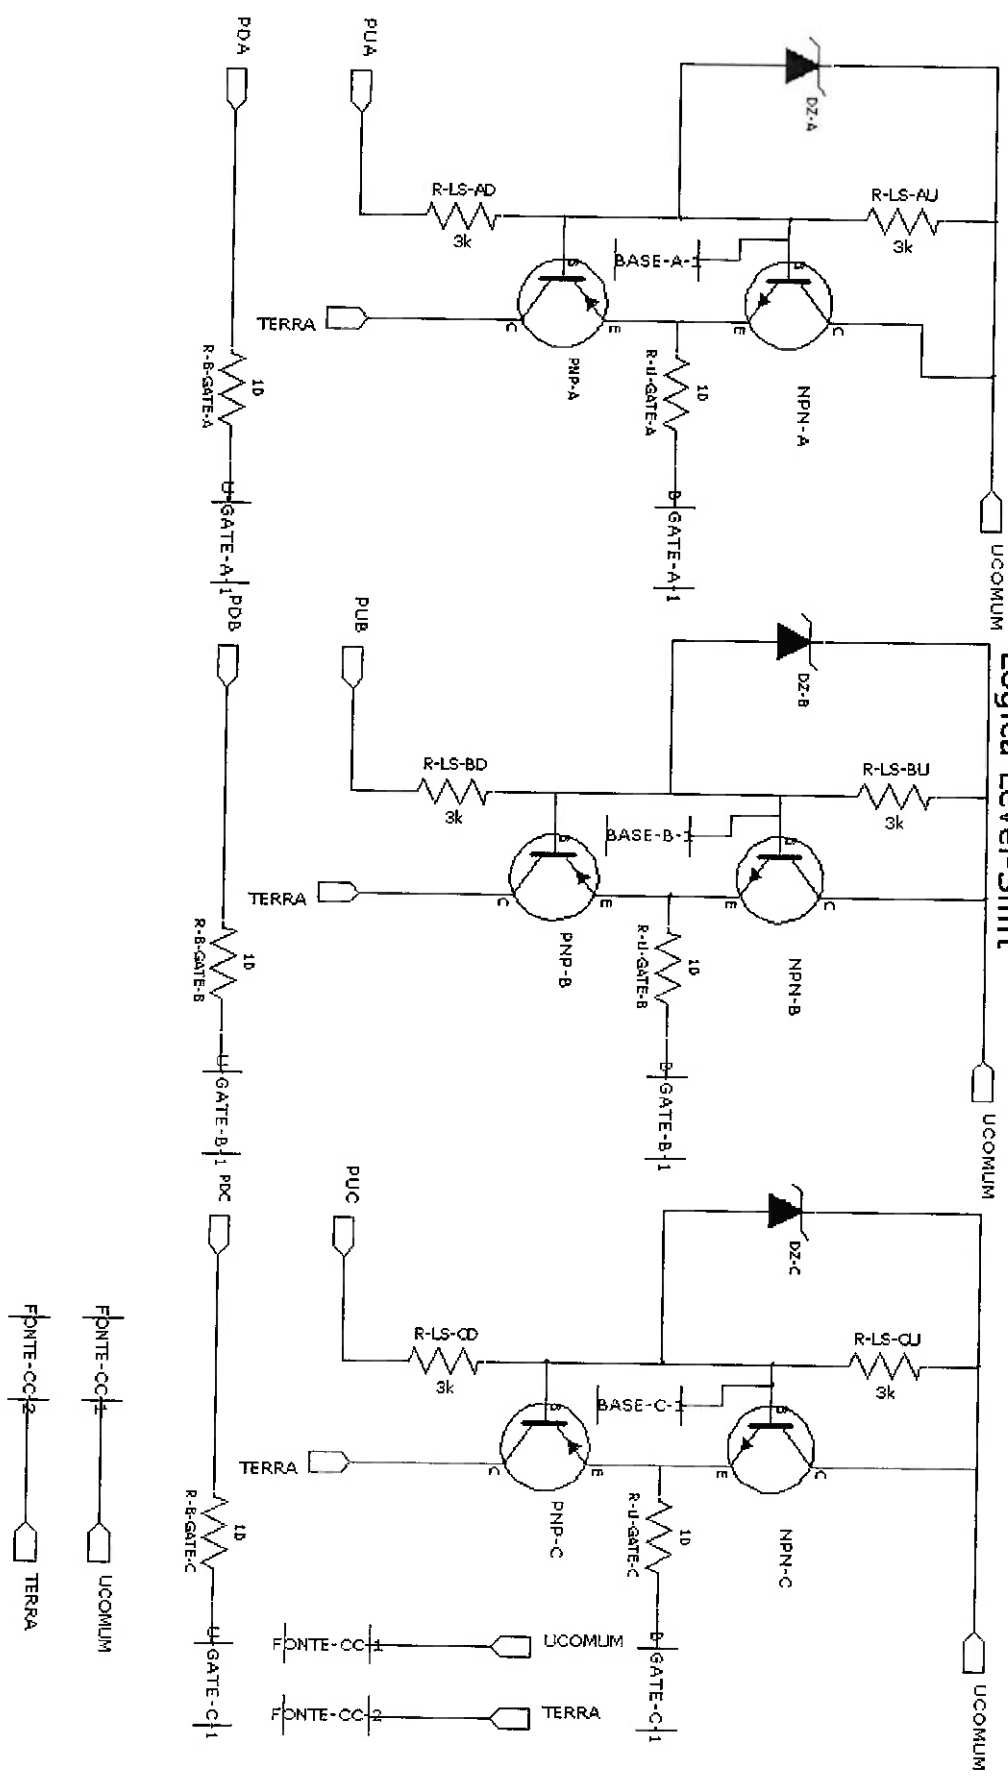 Logica Level-Shift
PDA
PUA
DZ-A
R-LS-AD
3k
R-LS-AU
3k
BASE-A-1
B
B
TERRA
C
E
E
C
PNP-A
NPN-A
10
R-B-GATE-A
10
R-U-GATE-A
U-GATE-A-1
B-GATE-A-1
UCOMUM
PDB
PUB
DZ-B
R-LS-BD
3k
R-LS-BU
3k
BASE-B-1
B
B
TERRA
C
E
E
C
PNP-B
NPN-B
10
R-B-GATE-B
10
R-U-GATE-B
U-GATE-B-1
B-GATE-B-1
UCOMUM
PDC
PUC
DZ-C
R-LS-CD
3k
R-LS-CU
3k
BASE-C-1
B
B
TERRA
C
E
E
C
PNP-C
NPN-C
10
R-B-GATE-C
10
R-U-GATE-C
U-GATE-C-1
B-GATE-C-1
UCOMUM
FONTE-CC-1
UCOMUM
FONTE-CC-2
TERRA
FONTE-CC-1
UCOMUM
FONTE-CC-2
TERRA